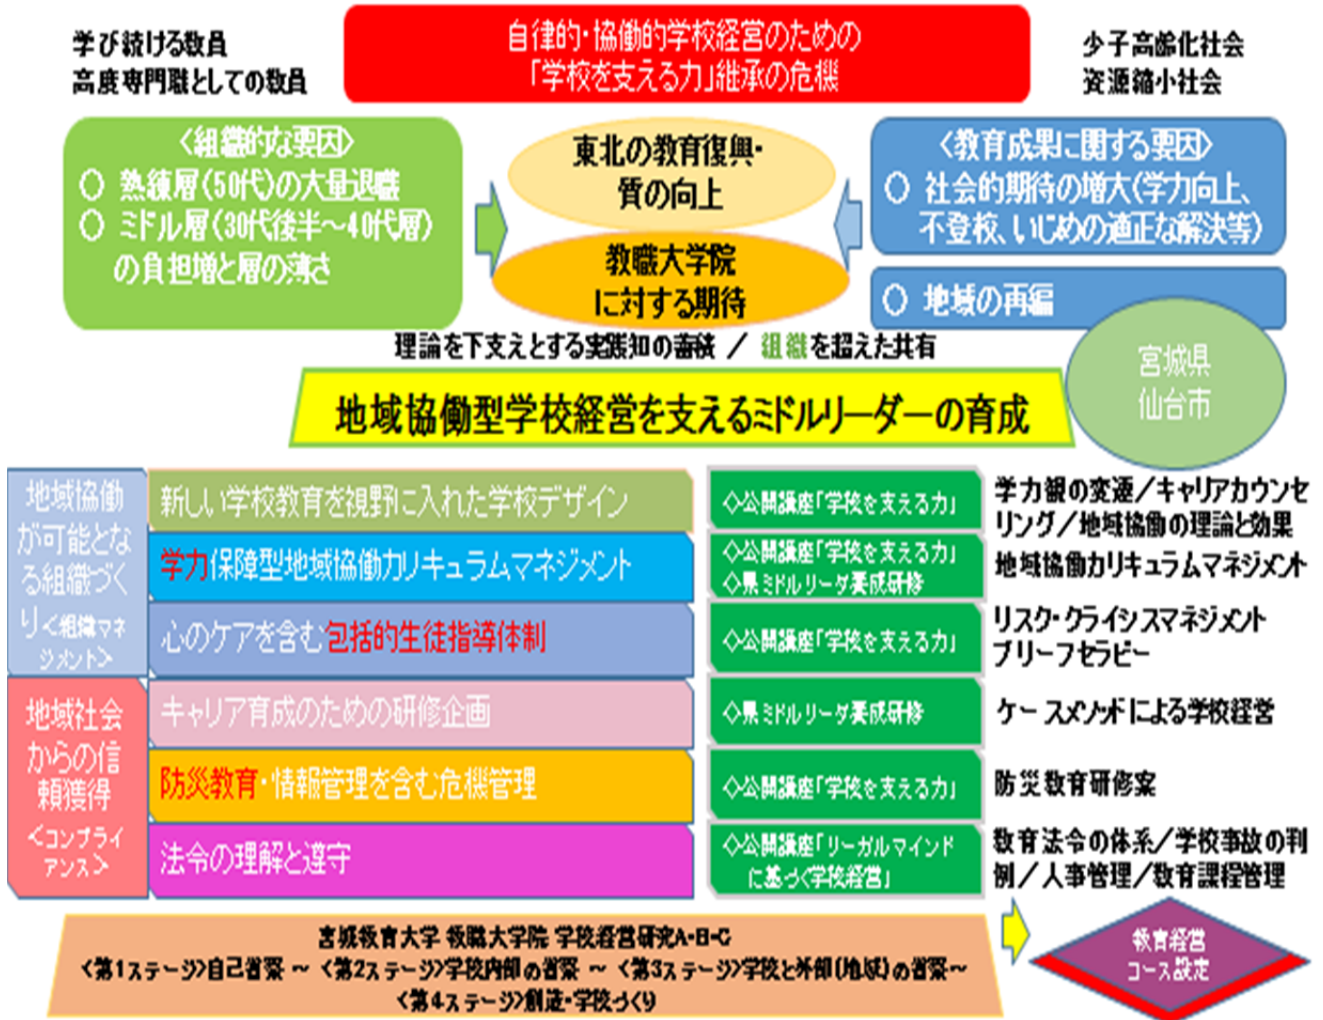 学び続ける教員
高度専門職としての教員
自律的・協働的学校経営のための
「学校を支える力」継承の危機
少子高齢化社会
資源縮小社会
〈組織的な要因〉
○ 熟練層(50代)の大量退職
○ ミドル層(30代後半～40代層)
の負担増と層の薄さ
東北の教育復興・
質の向上
教職大学院
に対する期待
〈教育成果に関する要因〉
○ 社会的期待の増大(学力向上、
不登校、いじめの適正な解決等)
○ 地域の再編
理論を下支えとする実践知の蓄積 ／ 組織を超えた共有
宮城県
仙台市
地域協働型学校経営を支えるミドルリーダーの育成
地域協働
が可能とな
る組織づく
り<組織マネ
ジメント>
新しい学校教育を視野に入れた学校デザイン
◇公開講座「学校を支える力」
学力観の変遷／キャリアカウンセ
リング／地域協働の理論と効果
学力保障型地域協働カリキュラムマネジメント
◇公開講座「学校を支える力」
◇県ミドルリーダ養成研修
地域協働カリキュラムマネジメント
心のケアを含む包括的生徒指導体制
◇公開講座「学校を支える力」
リスク・クライシスマネジメント
ブリーフセラピー
地域社会
からの信
頼獲得
<コンプライ
アンス>
キャリア育成のための研修企画
◇県ミドルリーダ養成研修
ケースメソッドによる学校経営
防災教育・情報管理を含む危機管理
◇公開講座「学校を支える力」
防災教育研修案
法令の理解と遵守
◇公開講座「リーガルマインド
に基づく学校経営」
教育法令の体系／学校事故の判
例／人事管理／教育課程管理
宮城教育大学 教職大学院 学校経営研究A・B・C
〈第1ステージ〉自己省察 ～ 〈第2ステージ〉学校内部の省察 ～ 〈第3ステージ〉学校と外部(地域)の省察～
〈第4ステージ〉創造・学校づくり
教育経営
コース設定